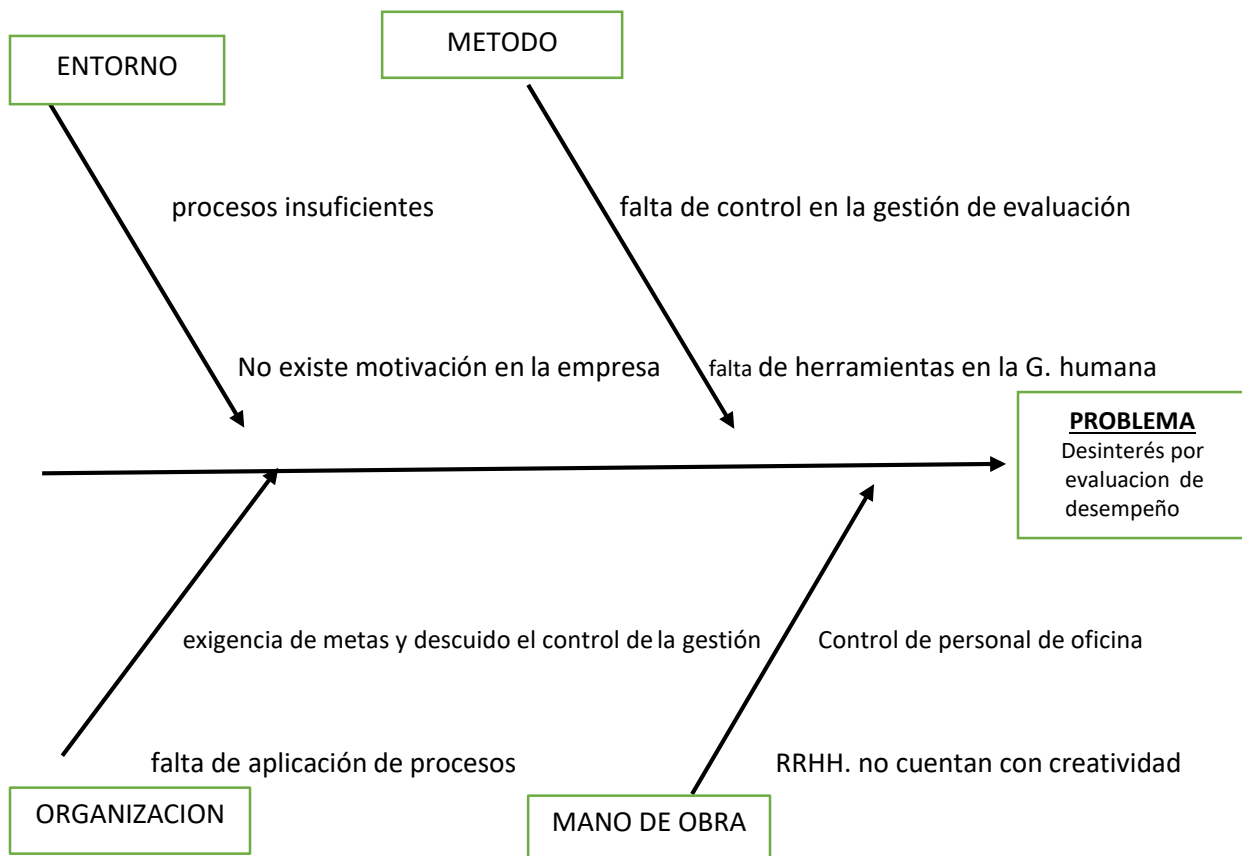 ENTORNO
METODO
procesos insuficientes
falta de control en la gestión de evaluación
No existe motivación en la empresa
falta de herramientas en la G. humana
PROBLEMA
Desinterés por
evaluacion de
desempeño
exigencia de metas y descuido el control de la gestión
Control de personal de oficina
falta de aplicación de procesos
RRHH. no cuentan con creatividad
ORGANIZACION
MANO DE OBRA